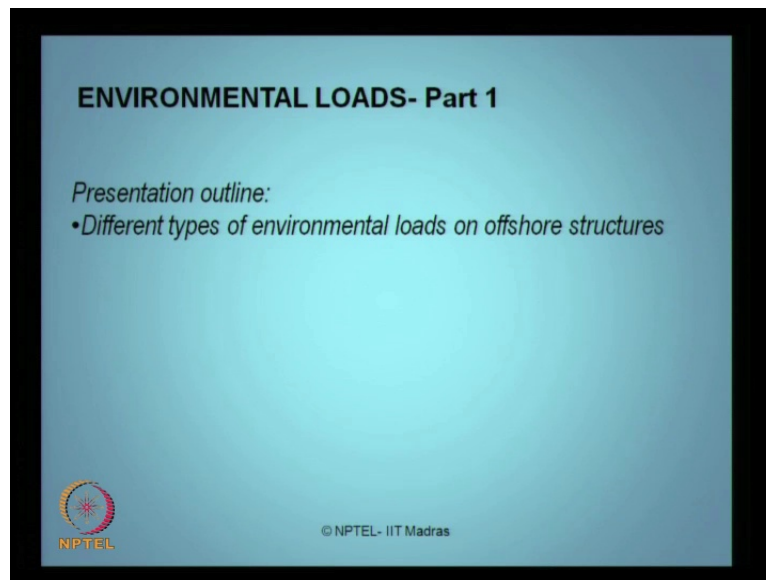 ENVIRONMENTAL LOADS- Part 1
Presentation outline:
•Different types of environmental loads on offshore structures
NPTEL
© NPTEL- IIT Madras